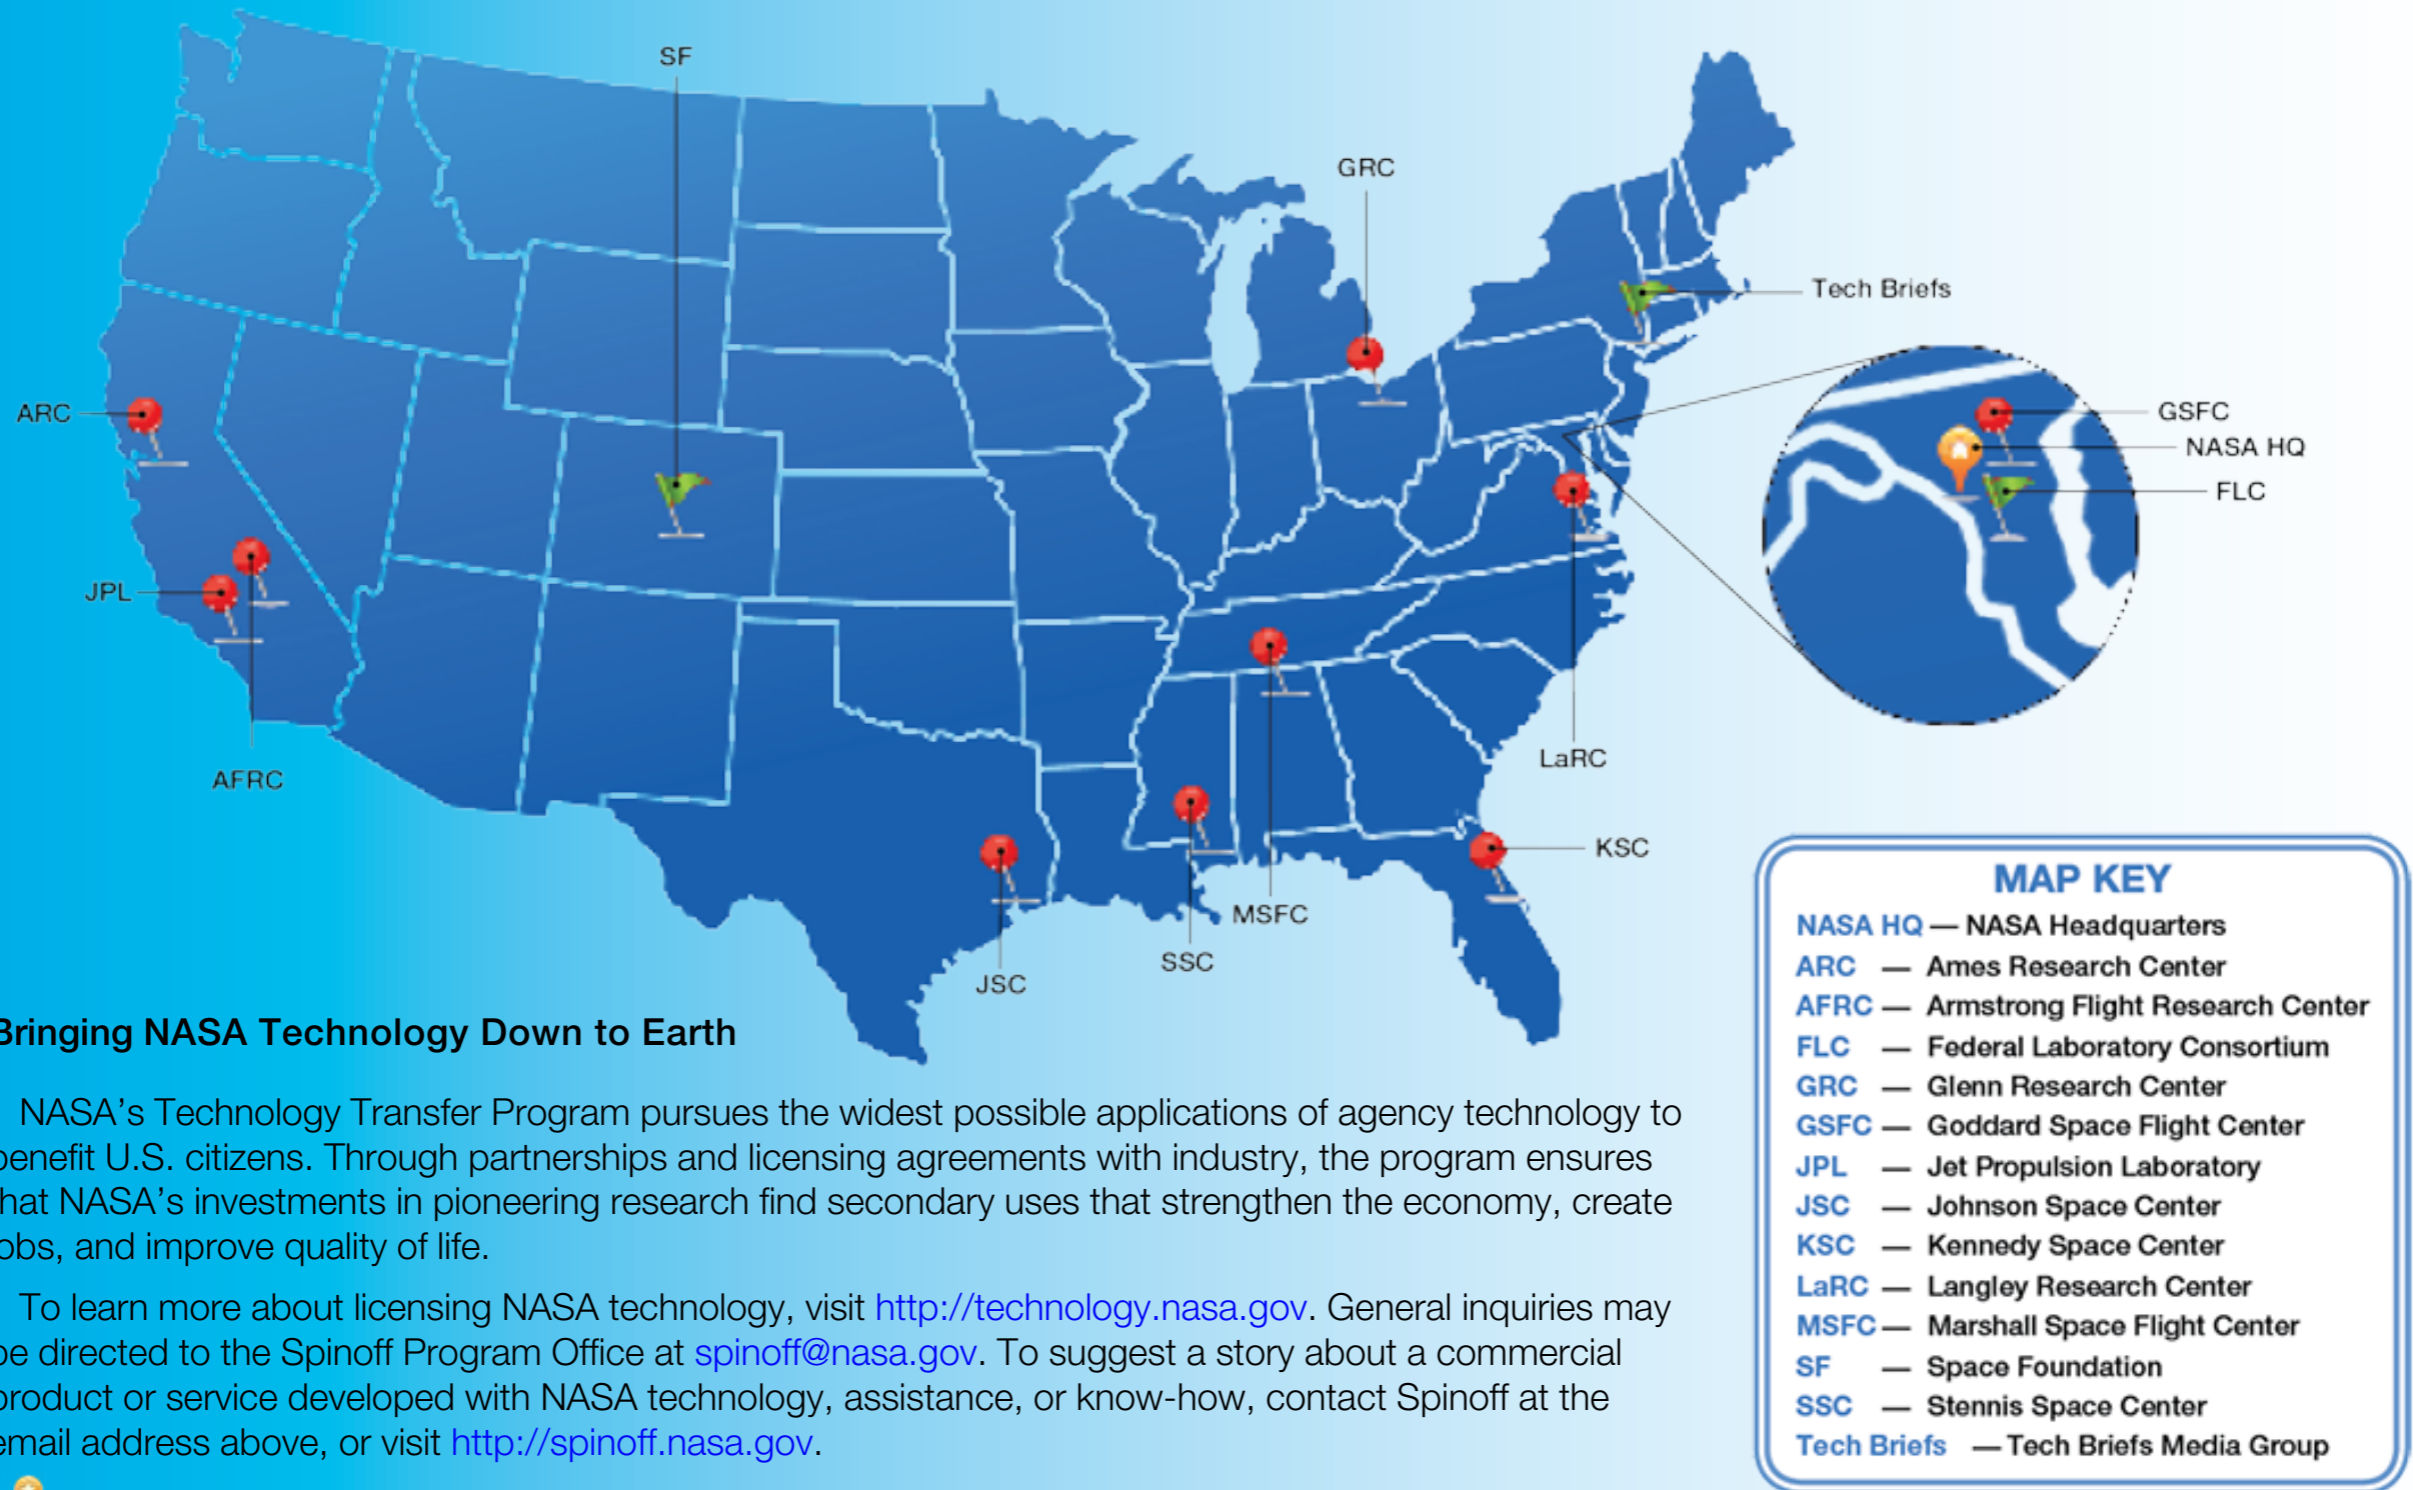 SF
GRC
Tech Briefs
ARC
GSFC
NASA HQ
FLC
JPL
AFRC
LaRC
KSC
MSFC
SSC
JSC
Bringing NASA Technology Down to Earth
NASA's Technology Transfer Program pursues the widest possible applications of agency technology to
benefit U.S. citizens. Through partnerships and licensing agreements with industry, the program ensures
that NASA's investments in pioneering research find secondary uses that strengthen the economy, create
jobs, and improve quality of life.
To learn more about licensing NASA technology, visit http://technology.nasa.gov. General inquiries may
be directed to the Spinoff Program Office at spinoff@nasa.gov. To suggest a story about a commercial
product or service developed with NASA technology, assistance, or know-how, contact Spinoff at the
email address above, or visit http://spinoff.nasa.gov.
MAP KEY
NASA HQ — NASA Headquarters
ARC — Ames Research Center
AFRC — Armstrong Flight Research Center
FLC — Federal Laboratory Consortium
GRC — Glenn Research Center
GSFC — Goddard Space Flight Center
JPL — Jet Propulsion Laboratory
JSC — Johnson Space Center
KSC — Kennedy Space Center
LaRC — Langley Research Center
MSFC — Marshall Space Flight Center
SF — Space Foundation
SSC — Stennis Space Center
Tech Briefs — Tech Briefs Media Group